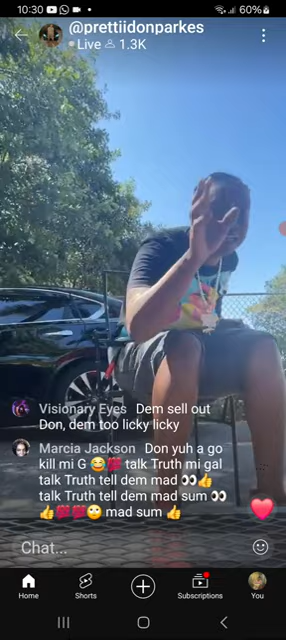 10:30
60%
@prettiidonparkes
Live 1.3K
Visionary Eyes Dem sell out
Don, dem too licky licky
Marcia Jackson Don yuh a go
kill mi G 😂💯 talk Truth mi gal
talk Truth tell dem mad 👀👍
talk Truth tell dem mad sum 👀
👍💯💯🙄 mad sum 👍
Chat...
Home Shorts Subscriptions You